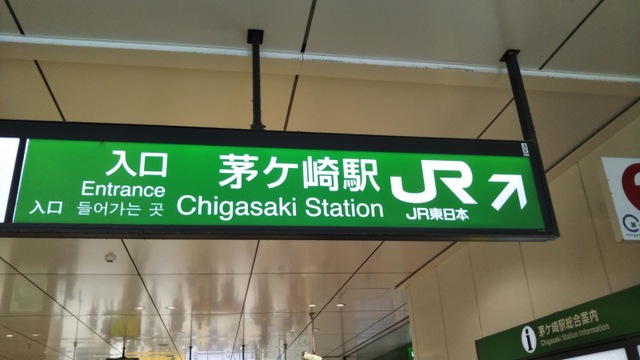 入口
Entrance
入口 들어가는 곳
茅ケ崎駅
Chigasaki Station
JR
JR東日本
i 茅ケ崎駅総合案内
Chigasaki Station Information